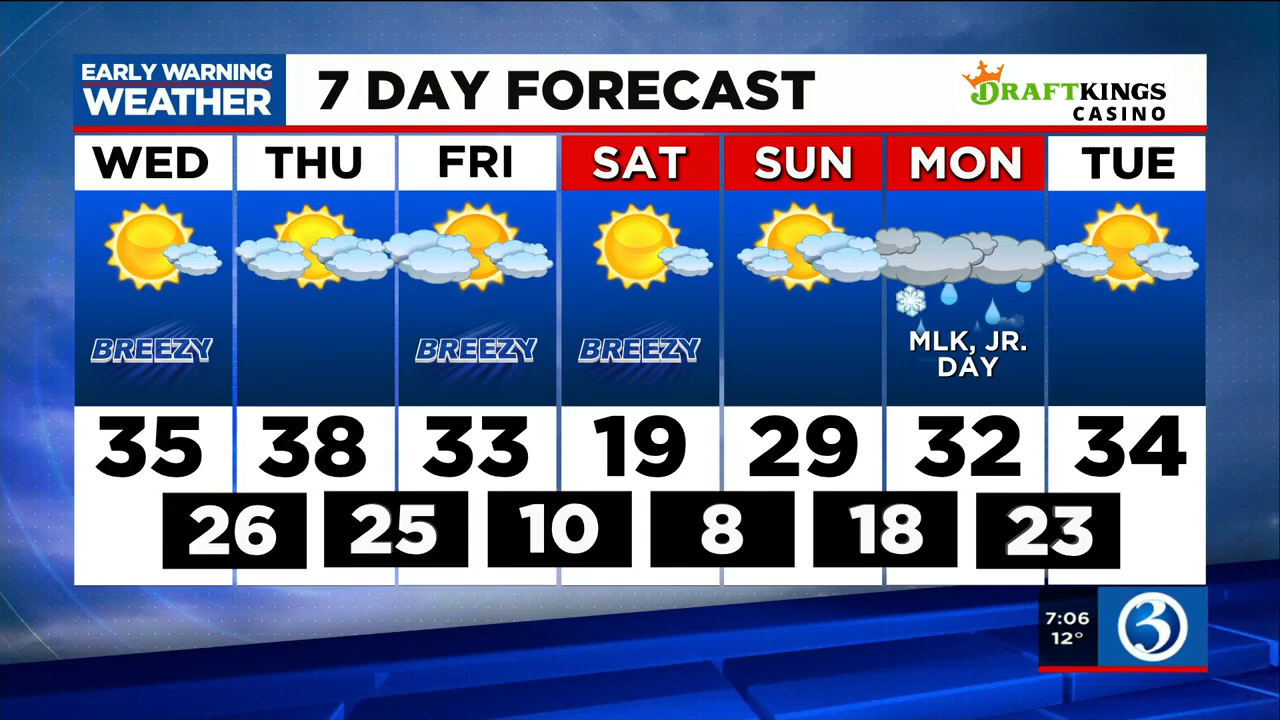 EARLY WARNING
WEATHER
7 DAY FORECAST
DRAFTKINGS
CASINO
WED THU FRI SAT SUN MON TUE
BREEZY BREEZY BREEZY
MLK, JR.
DAY
35 38 33 19 29 32 34
26 25 10 8 18 23
7:06
12°
3